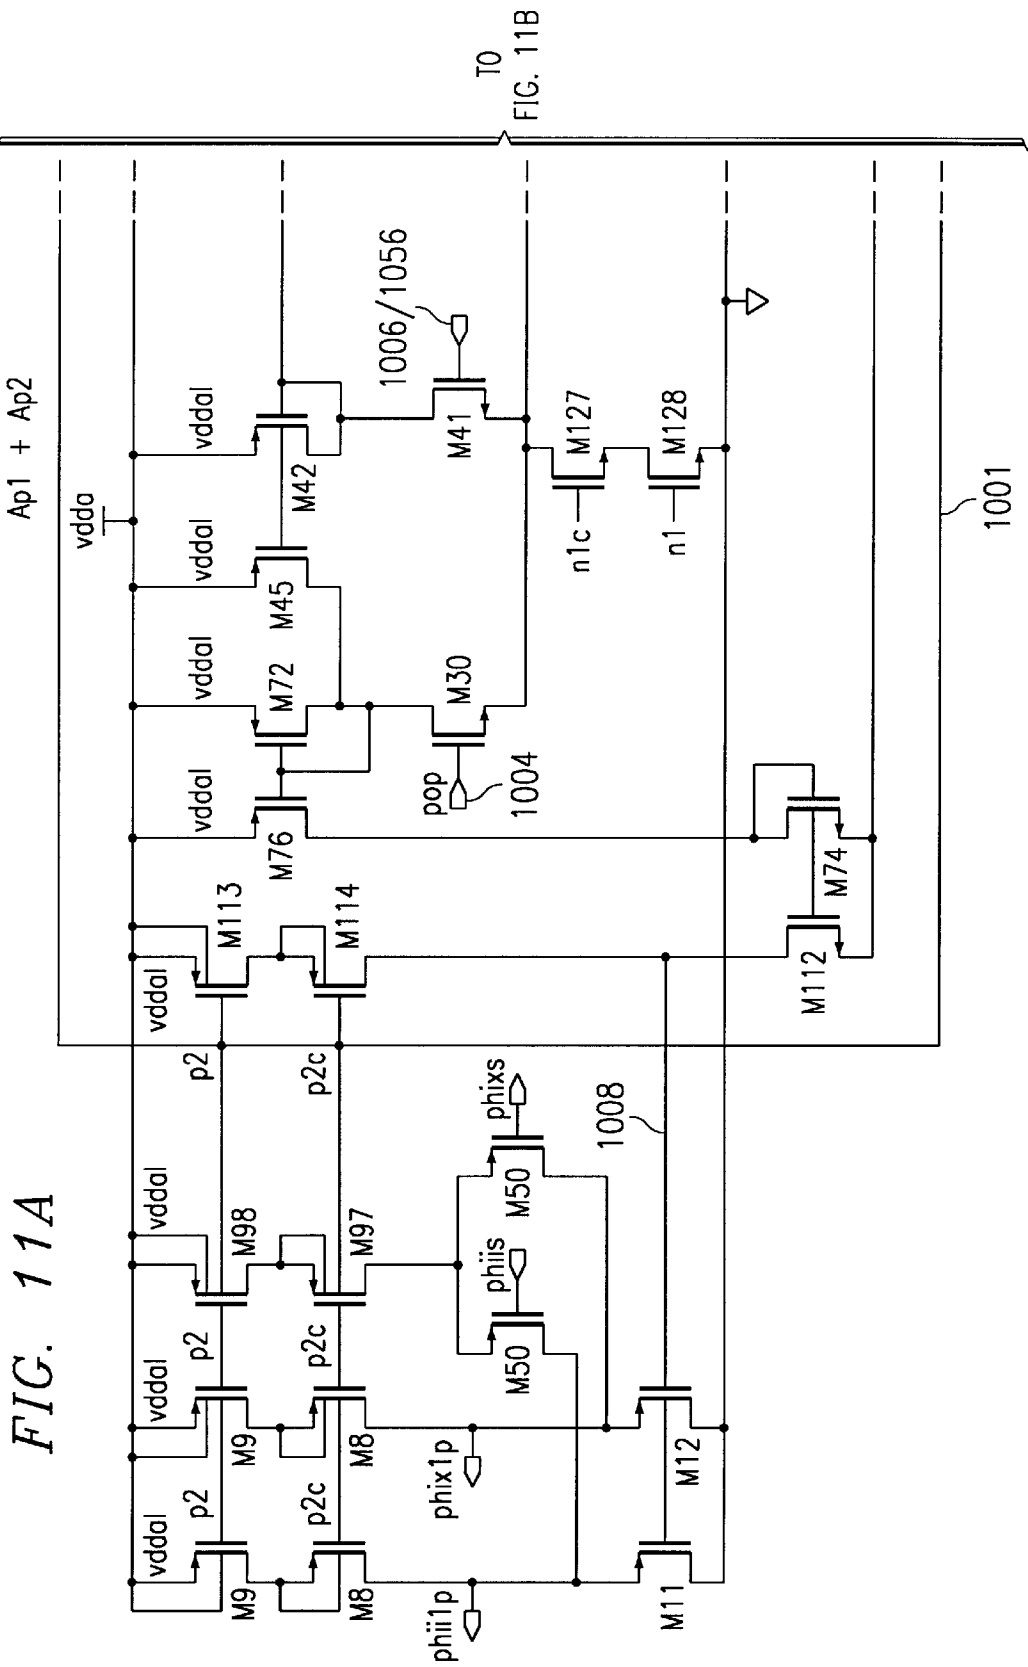 FIG. 11A
Ap1 + Ap2
TO
FIG. 11B
vdda
vddal
vddal
vddal
vddal
vddal
vddal
vddal
vddal
p2
p2
p2
M9
M9
M98
M113
M76
M72
M45
M42
p2c
p2c
p2c
M8
M8
M97
M114
pop
1004
M30
M41
1006/1056
phii1p
phix1p
phiis
phixs
M50
M50
n1c
M127
n1
M128
1008
M11
M12
M112
M74
1001